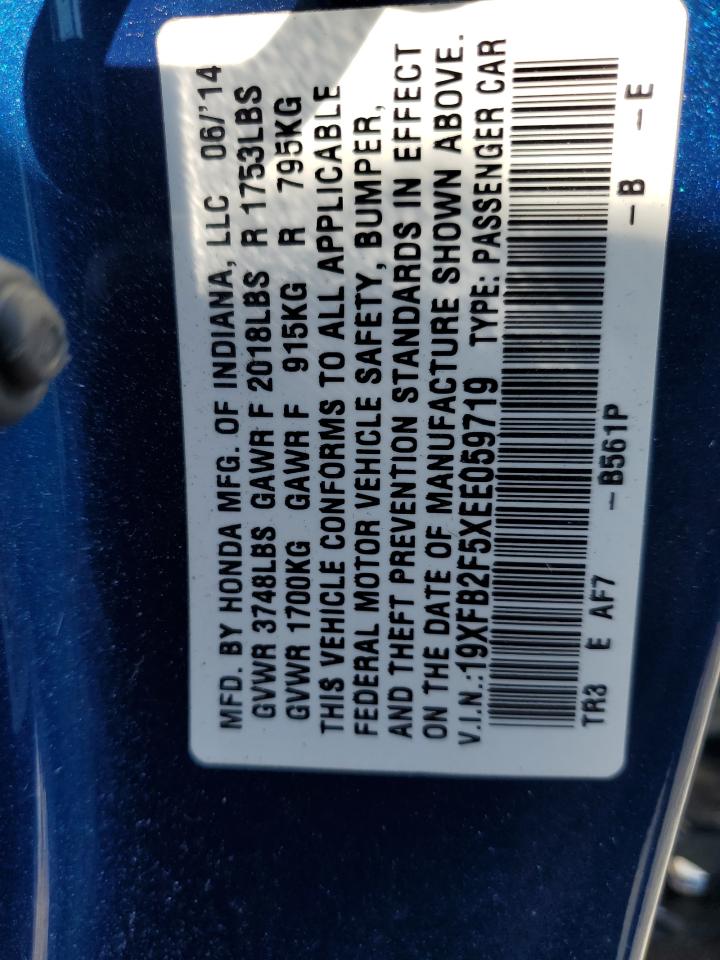 MFD. BY HONDA MFG. OF INDIANA, LLC 06/'14
GVWR 3748LBS GAWR F 2018LBS R 1753LBS
GVWR 1700KG GAWR F 915KG R 795KG
THIS VEHICLE CONFORMS TO ALL APPLICABLE
FEDERAL MOTOR VEHICLE SAFETY, BUMPER,
AND THEFT PREVENTION STANDARDS IN EFFECT
ON THE DATE OF MANUFACTURE SHOWN ABOVE.
V.I.N.:19XFB2F5XEE059719 TYPE: PASSENGER CAR
TR3 E AF7 –B561P –B –E